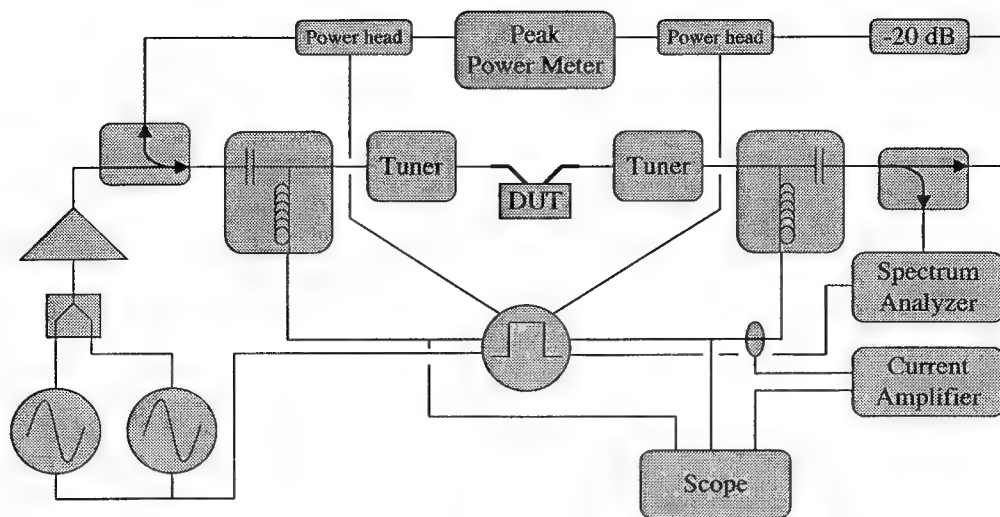 Power head
Peak
Power Meter
Power head
-20 dB
Tuner
DUT
Tuner
Spectrum
Analyzer
Current
Amplifier
Scope